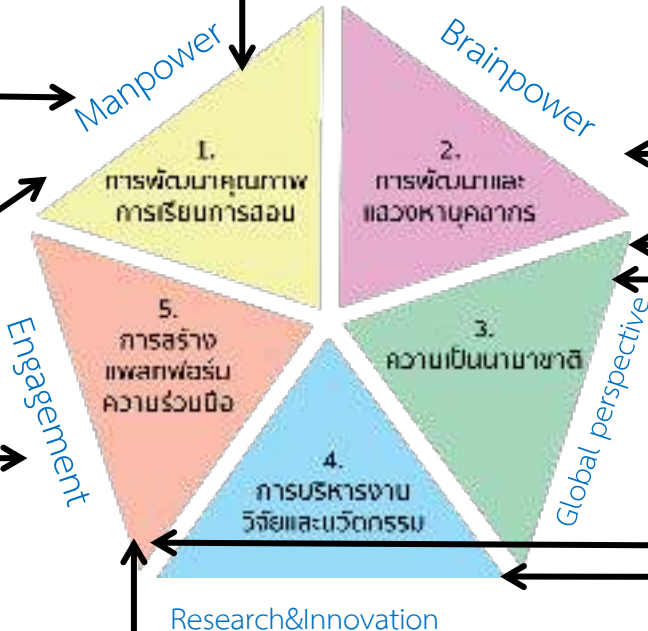 Manpower
Brainpower
1.
การพัฒนาคุณภาพ
การเรียนการสอน
2.
การพัฒนาและ
แสวงหาบุคลากร
3.
ความเป็นนานาชาติ
Global perspective
4.
การบริหารงาน
วิจัยและนวัตกรรม
Research&Innovation
5.
การสร้าง
แพลทฟอร์ม
ความร่วมมือ
Engagement